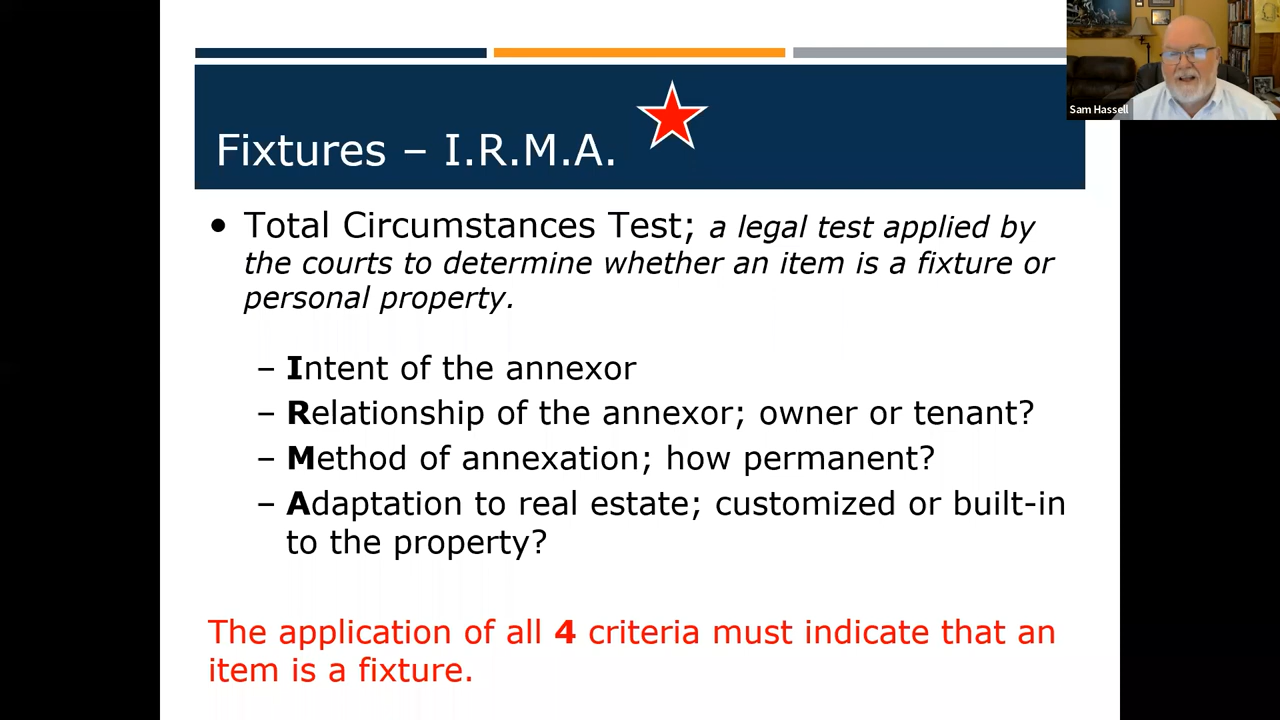 Sam Hassell
Fixtures – I.R.M.A.
• Total Circumstances Test; a legal test applied by
the courts to determine whether an item is a fixture or
personal property.
– Intent of the annexor
– Relationship of the annexor; owner or tenant?
– Method of annexation; how permanent?
– Adaptation to real estate; customized or built-in
to the property?
The application of all 4 criteria must indicate that an
item is a fixture.